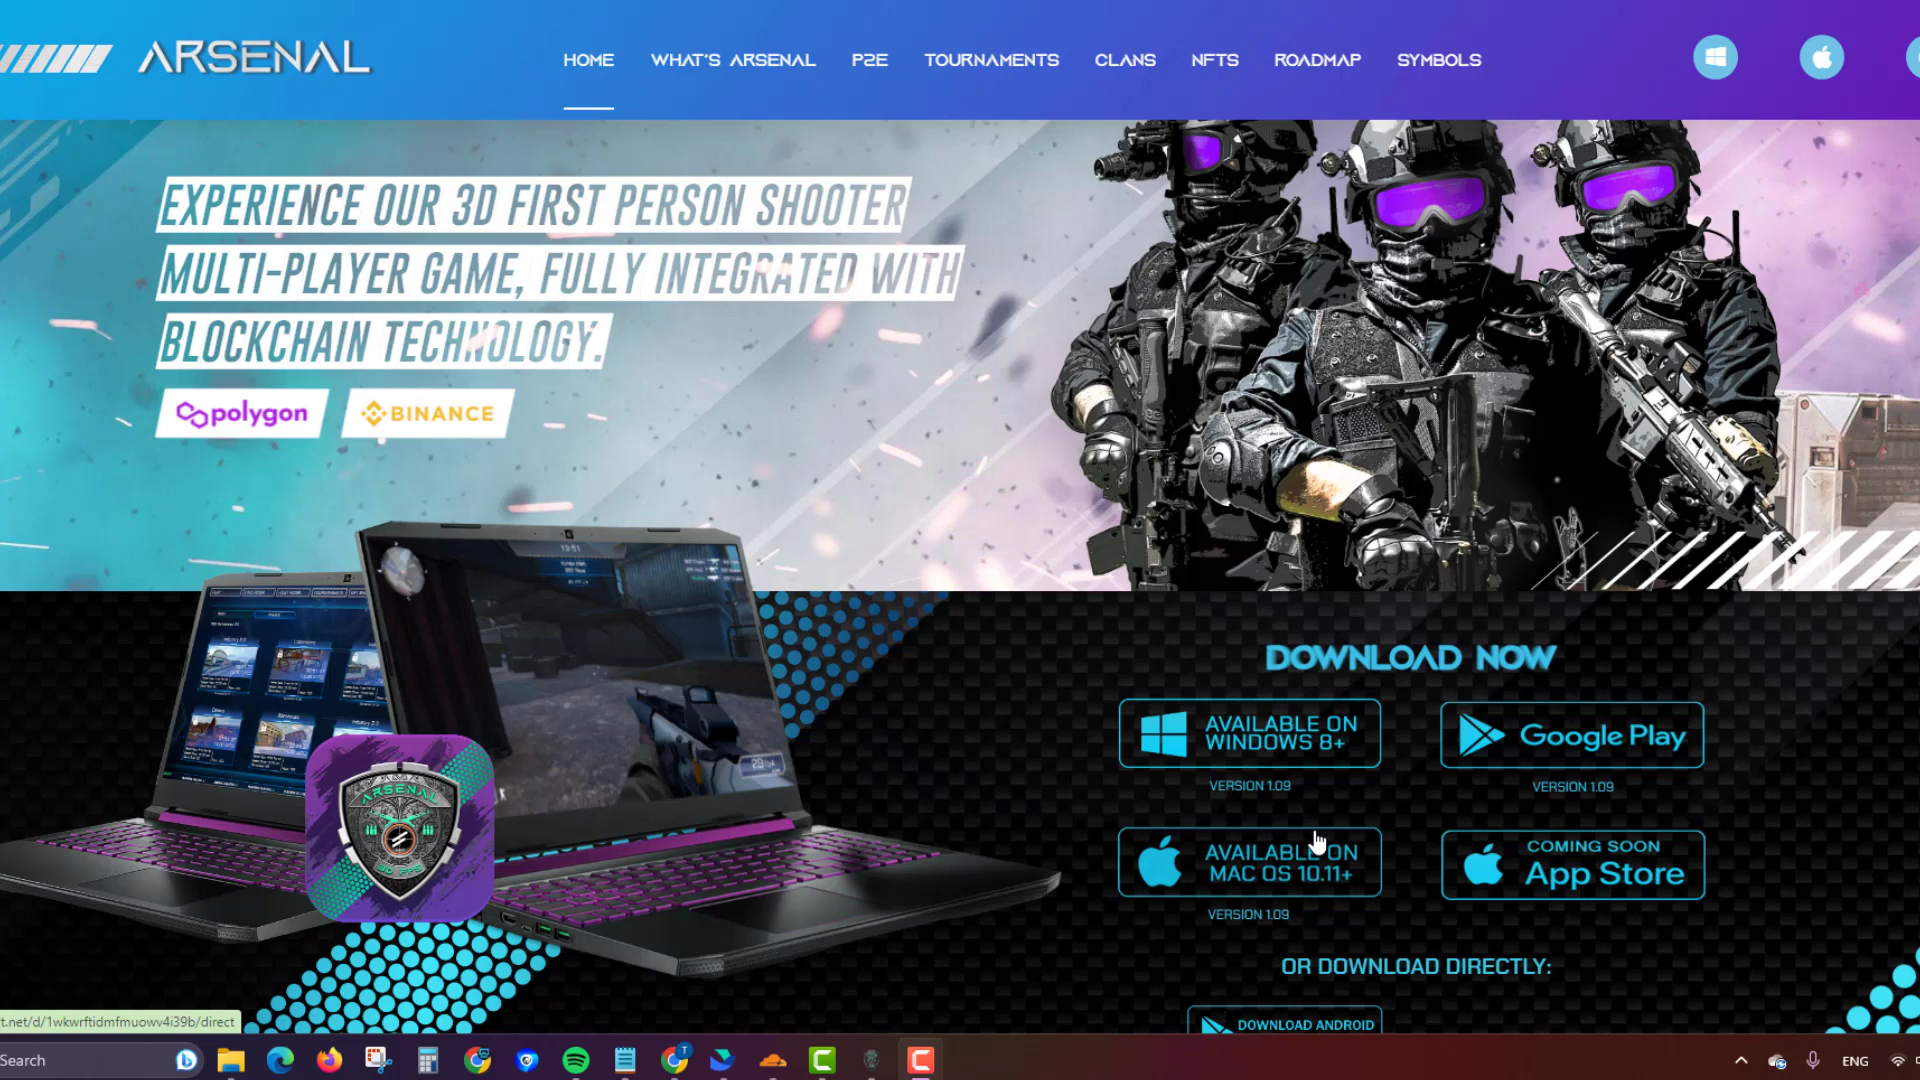 ARSENAL
HOME WHAT'S ARSENAL P2E TOURNAMENTS CLANS NFTS ROADMAP SYMBOLS
EXPERIENCE OUR 3D FIRST PERSON SHOOTER
MULTI-PLAYER GAME, FULLY INTEGRATED WITH
BLOCKCHAIN TECHNOLOGY.
polygon BINANCE
DOWNLOAD NOW
AVAILABLE ON
WINDOWS 8+
Google Play
VERSION 1.09
VERSION 1.09
AVAILABLE ON
MAC OS 10.11+
COMING SOON
App Store
VERSION 1.09
OR DOWNLOAD DIRECTLY:
DOWNLOAD ANDROID
ARSENAL
3D FPS
t.net/d/1wkwrftidmfmuowv4i39b/direct
Search
ENG